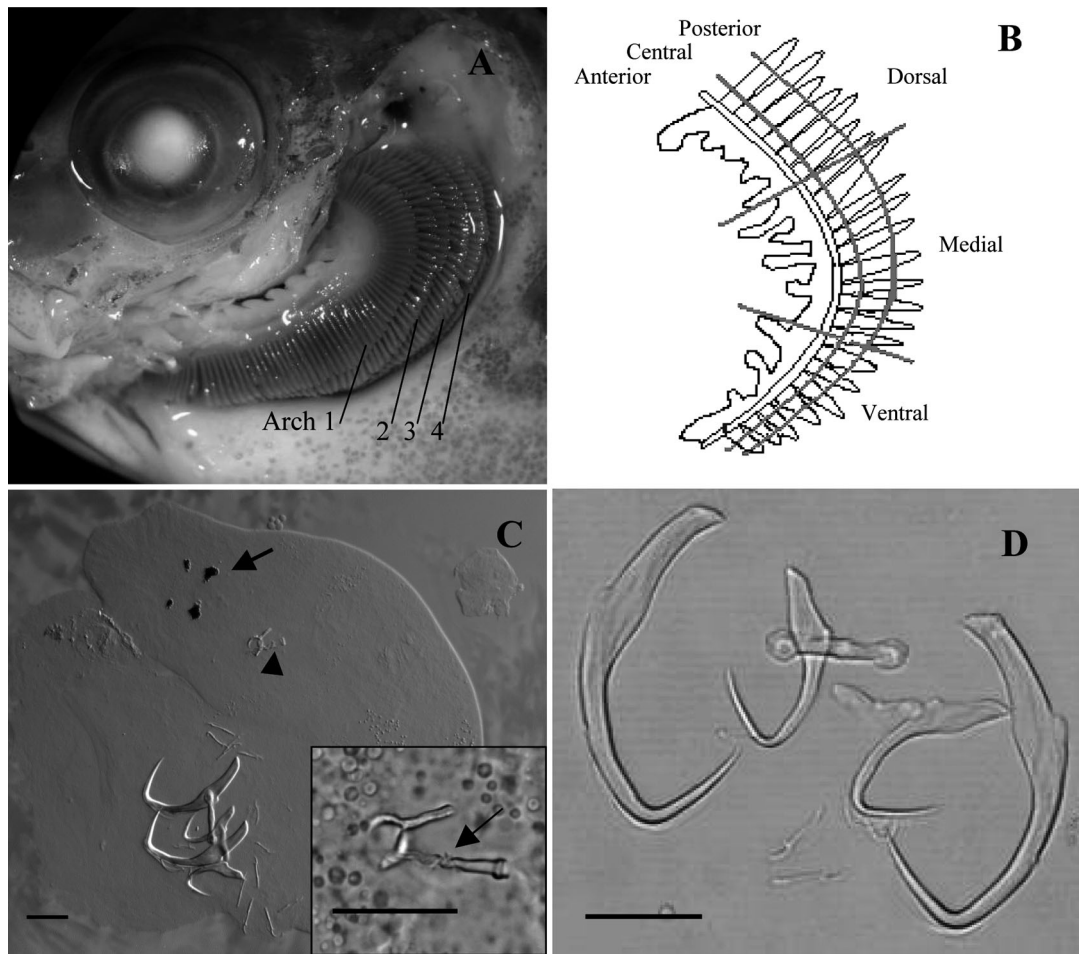 A
Arch 1
2
3
4
B
Posterior
Central
Anterior
Dorsal
Medial
Ventral
C
D